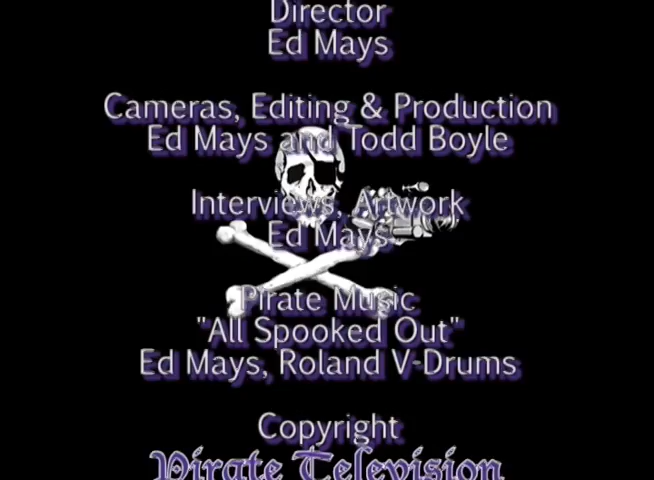 Director
Ed Mays
Cameras, Editing & Production
Ed Mays and Todd Boyle
Interviews, Artwork
Ed Mays
Pirate Music
"All Spooked Out"
Ed Mays, Roland V-Drums
Copyright
Pirate Television